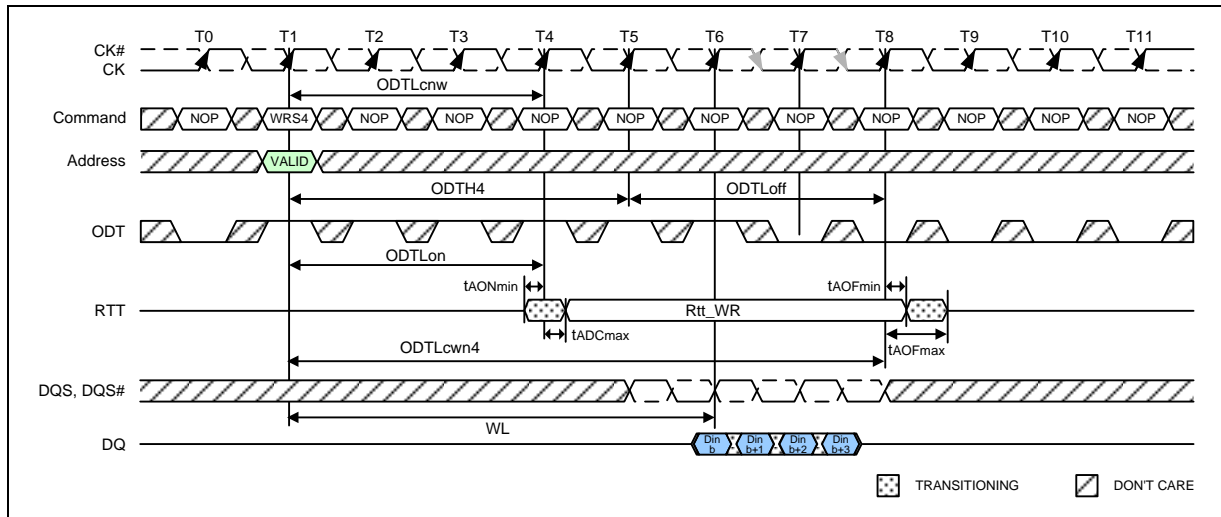 T0 T1 T2 T3 T4 T5 T6 T7 T8 T9 T10 T11
CK#
CK
ODTLcnw
Command NOP WRS4 NOP NOP NOP NOP NOP NOP NOP NOP NOP NOP
Address VALID
ODTH4 ODTLoff
ODT
ODTLon
tAONmin tAOFmin
RTT Rtt_WR
tADCmax tAOFmax
ODTLcwn4
DQS, DQS#
WL
DQ Din b Din b+1 Din b+2 Din b+3
TRANSITIONING DON'T CARE